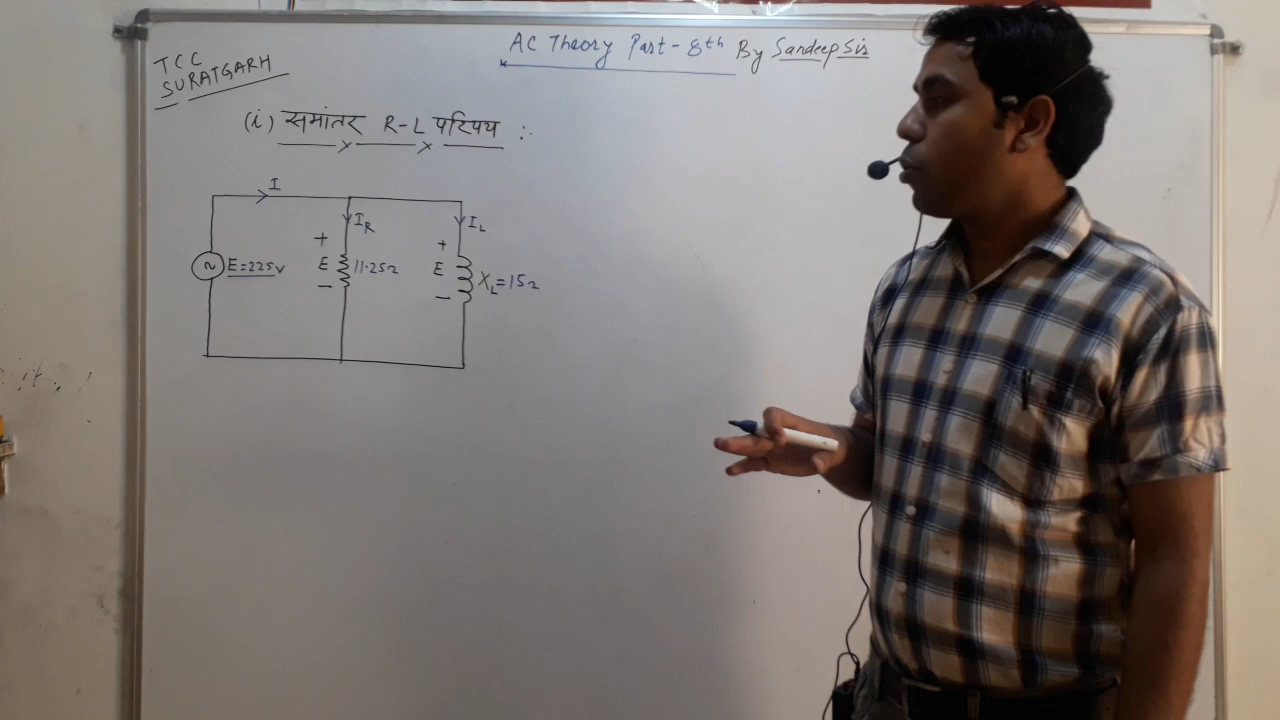 AC Theory Part-8th By Sandeep Sir
TCC
SURATGARH
(i) समांतर R-L परिपथ :-
I
IR
IL
+
+
E=225v
E
11.25Ω
E
XL=15Ω
-
-